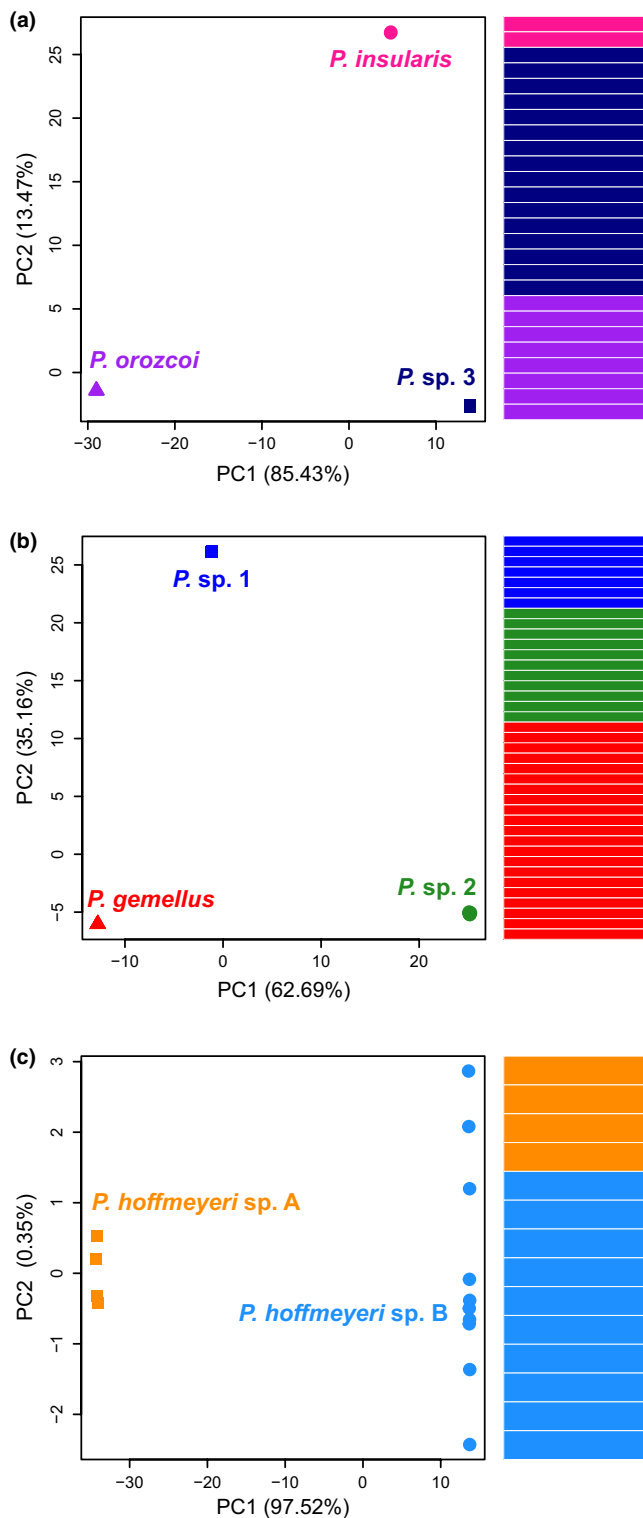 (a)
P. insularis
P. orozcoi
P. sp. 3
PC2 (13.47%)
25
20
15
10
5
0
−30 −20 −10 0 10
PC1 (85.43%)
(b)
P. sp. 1
P. gemellus
P. sp. 2
PC2 (35.16%)
25
20
15
10
5
0
−5
−10 0 10 20
PC1 (62.69%)
(c)
P. hoffmeyeri sp. A
P. hoffmeyeri sp. B
PC2 (0.35%)
3
2
1
0
−1
−2
−30 −20 −10 0 10
PC1 (97.52%)